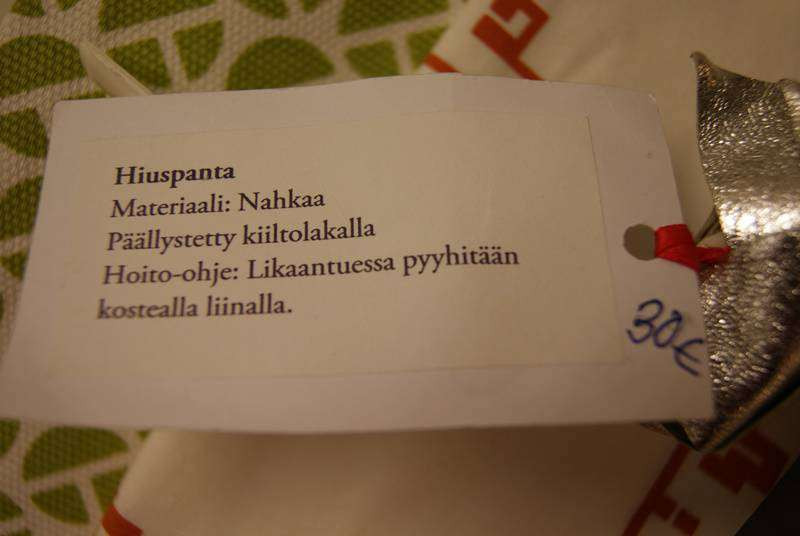 Hiuspanta
Materiaali: Nahkaa
Päällystetty kiiltolakalla
Hoito-ohje: Likaantuessa pyyhitään
kostealla liinalla.
30€